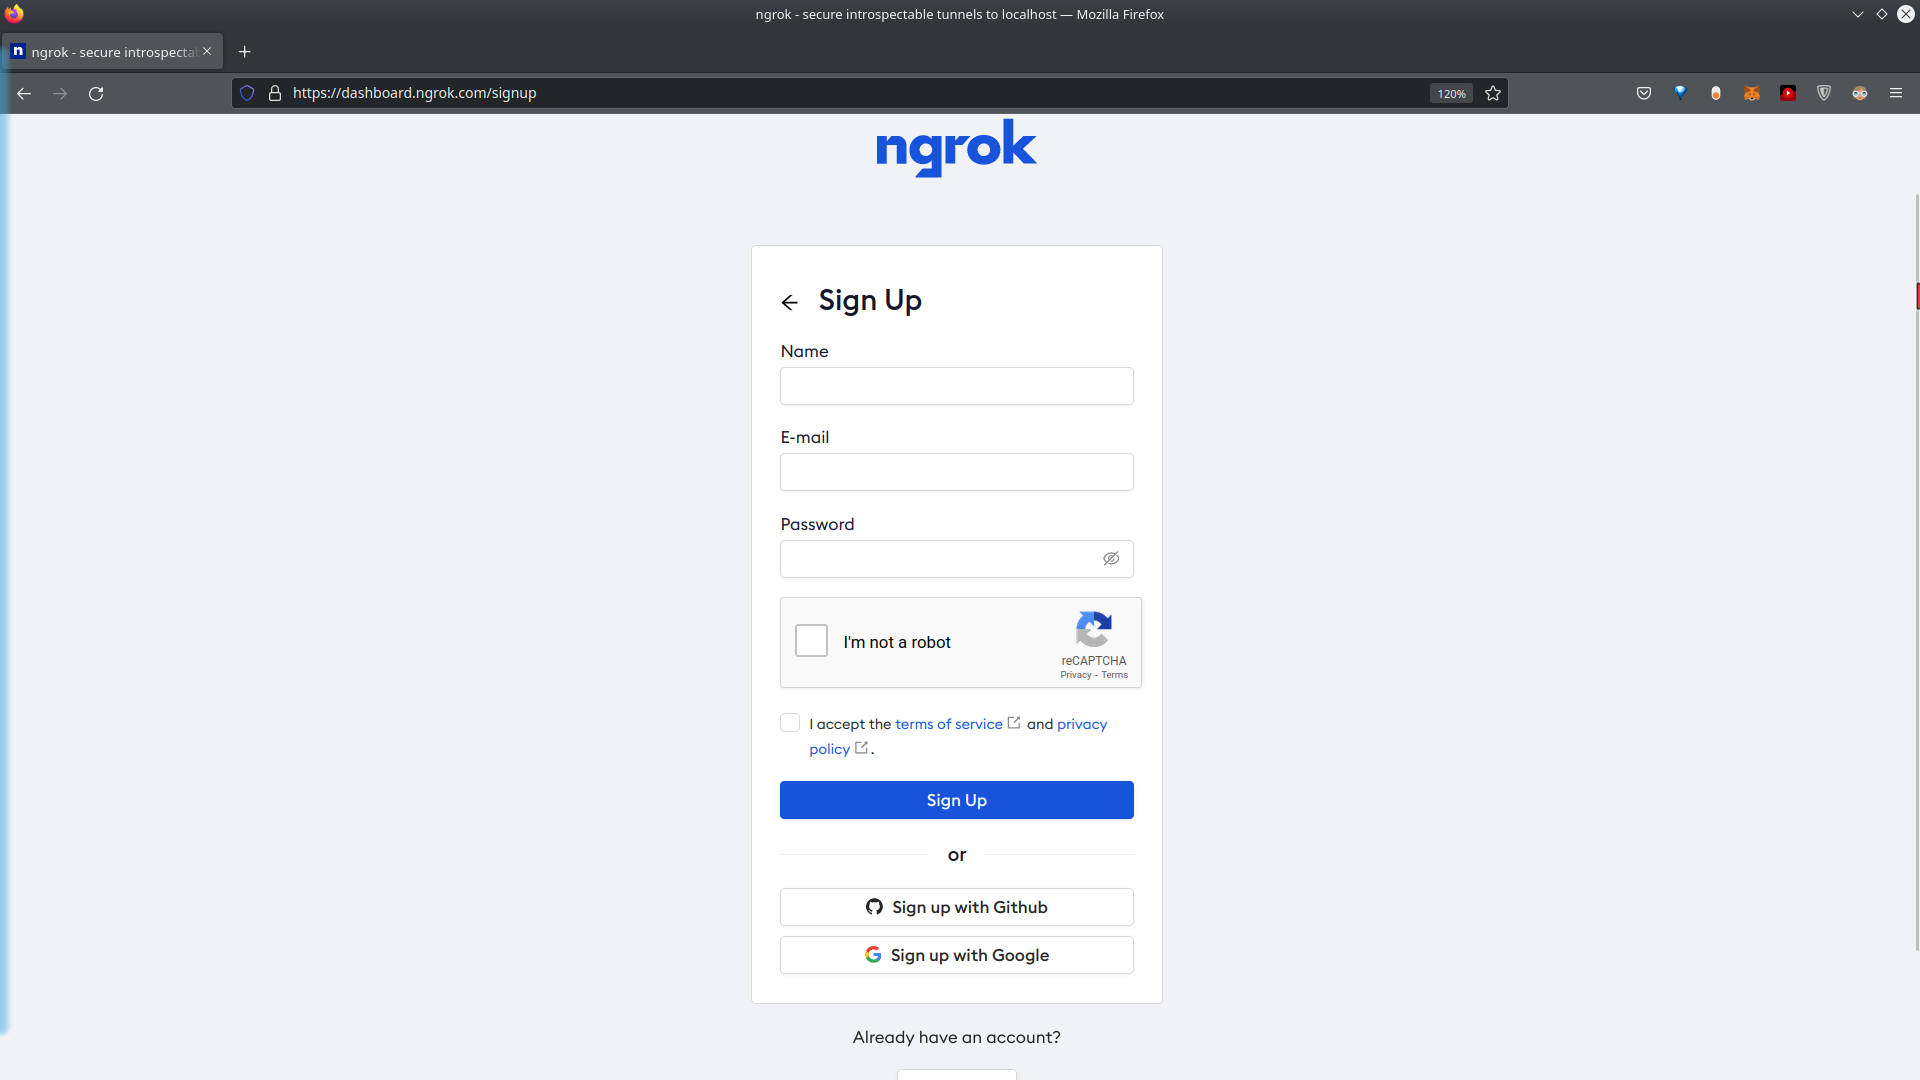 ngrok - secure introspectable tunnels to localhost — Mozilla Firefox
n ngrok - secure introspecta
https://dashboard.ngrok.com/signup
120%
ngrok
Sign Up
Name
E-mail
Password
I'm not a robot
reCAPTCHA
Privacy - Terms
I accept the terms of service and privacy
policy .
Sign Up
or
Sign up with Github
Sign up with Google
Already have an account?